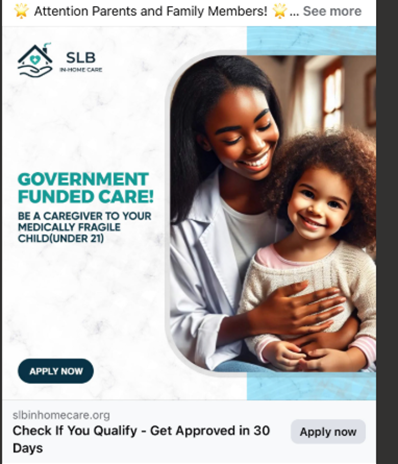 🌟 Attention Parents and Family Members! 🌟... See more
SLB
IN-HOME CARE
GOVERNMENT
FUNDED CARE!
BE A CAREGIVER TO YOUR
MEDICALLY FRAGILE
CHILD(UNDER 21)
APPLY NOW
slbinhomecare.org
Check If You Qualify - Get Approved in 30
Days
Apply now